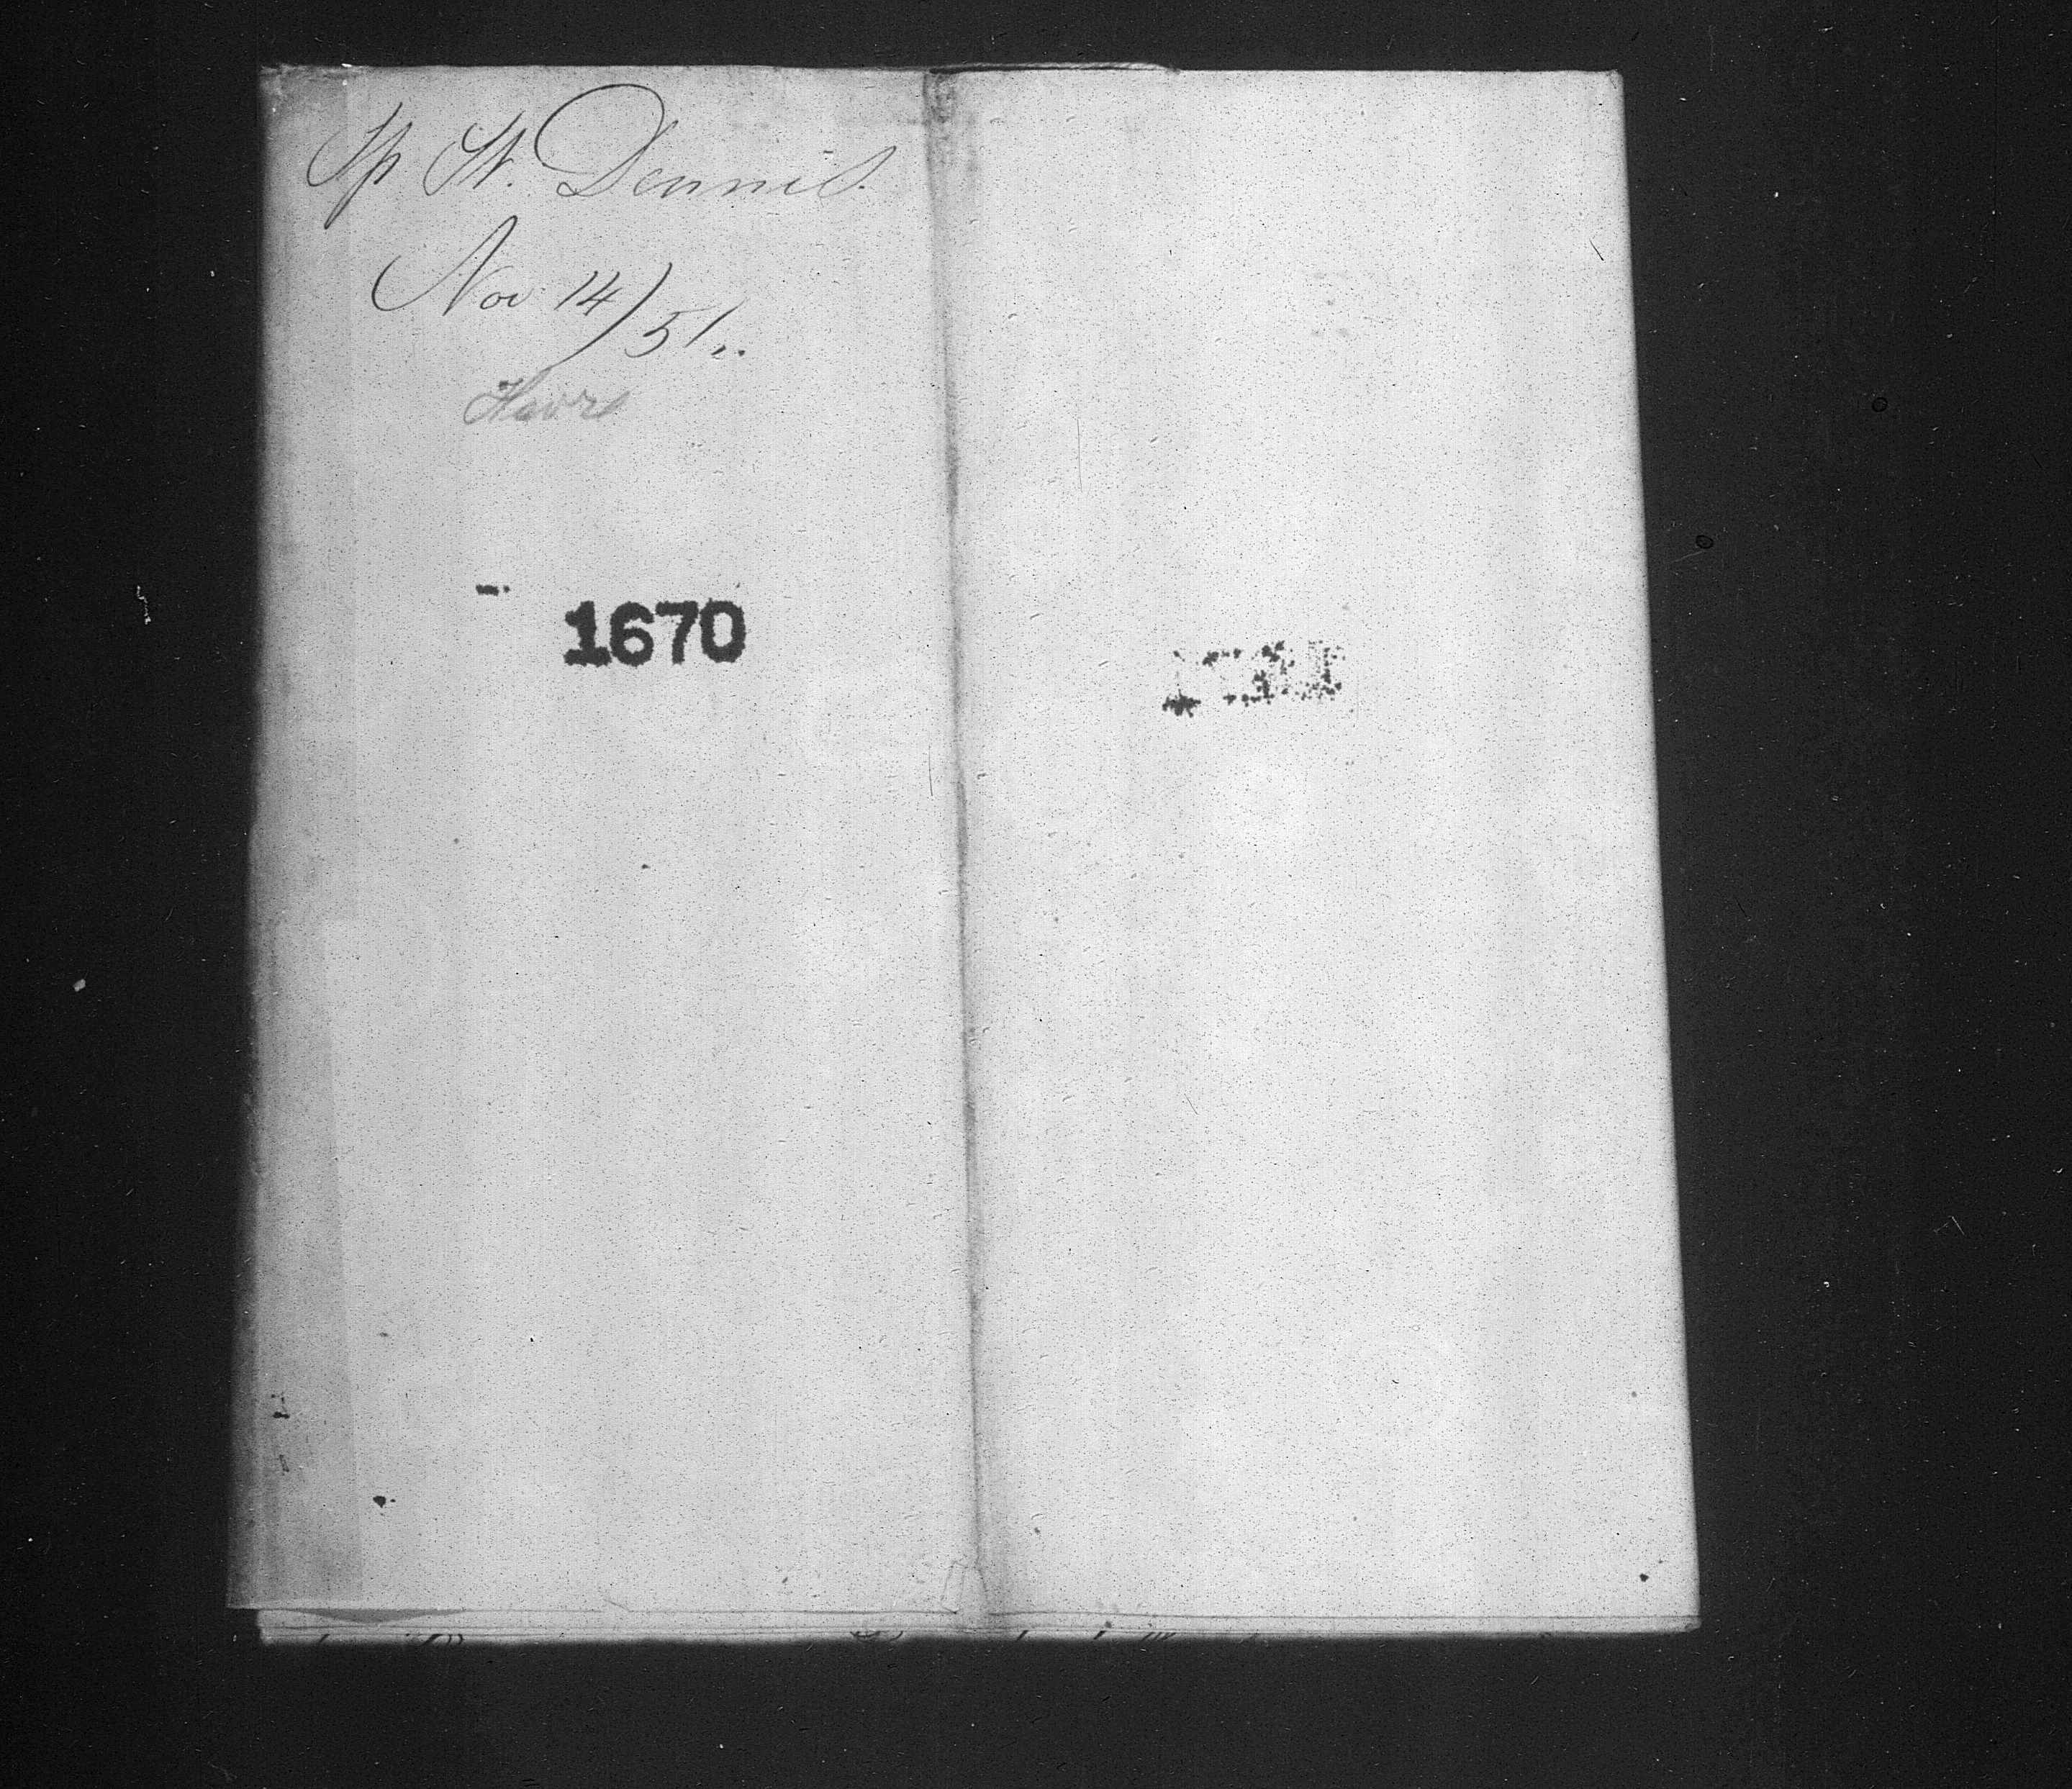 Sp St. Dennis.
Nov 14/51..
Havre
1670